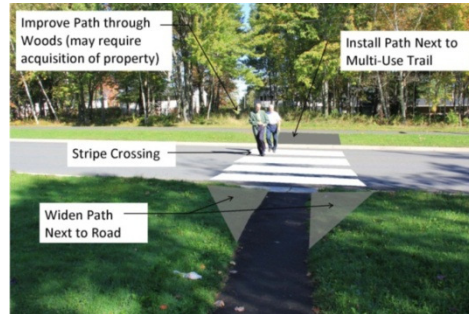 Improve Path through
Woods (may require
acquisition of property)
Install Path Next to
Multi-Use Trail
Stripe Crossing
Widen Path
Next to Road